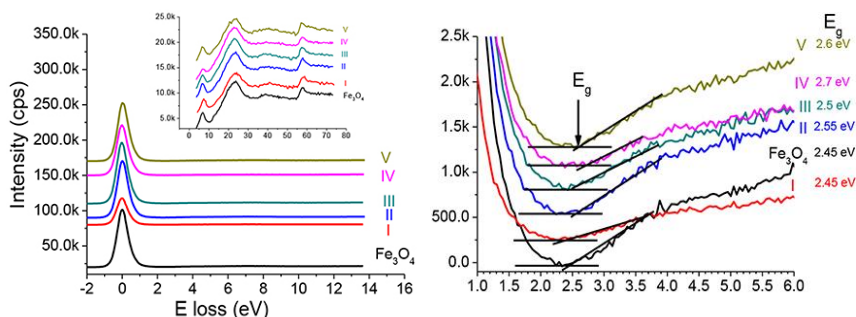 350.0k
300.0k
250.0k
200.0k
150.0k
100.0k
50.0k
0.0
Intensity (cps)
-2 0 2 4 6 8 10 12 14 16
E loss (eV)
V
IV
III
II
I
Fe₃O₄
25.0k
20.0k
15.0k
10.0k
5.0k
0 10 20 30 40 50 60 70 80
V
IV
III
II
I
Fe₃O₄
2.5k
2.0k
1.5k
1.0k
500.0
0.0
1.0 1.5 2.0 2.5 3.0 3.5 4.0 4.5 5.0 5.5 6.0
E_g
E_g
V 2.6 eV
IV 2.7 eV
III 2.5 eV
II 2.55 eV
Fe₃O₄ 2.45 eV
I 2.45 eV